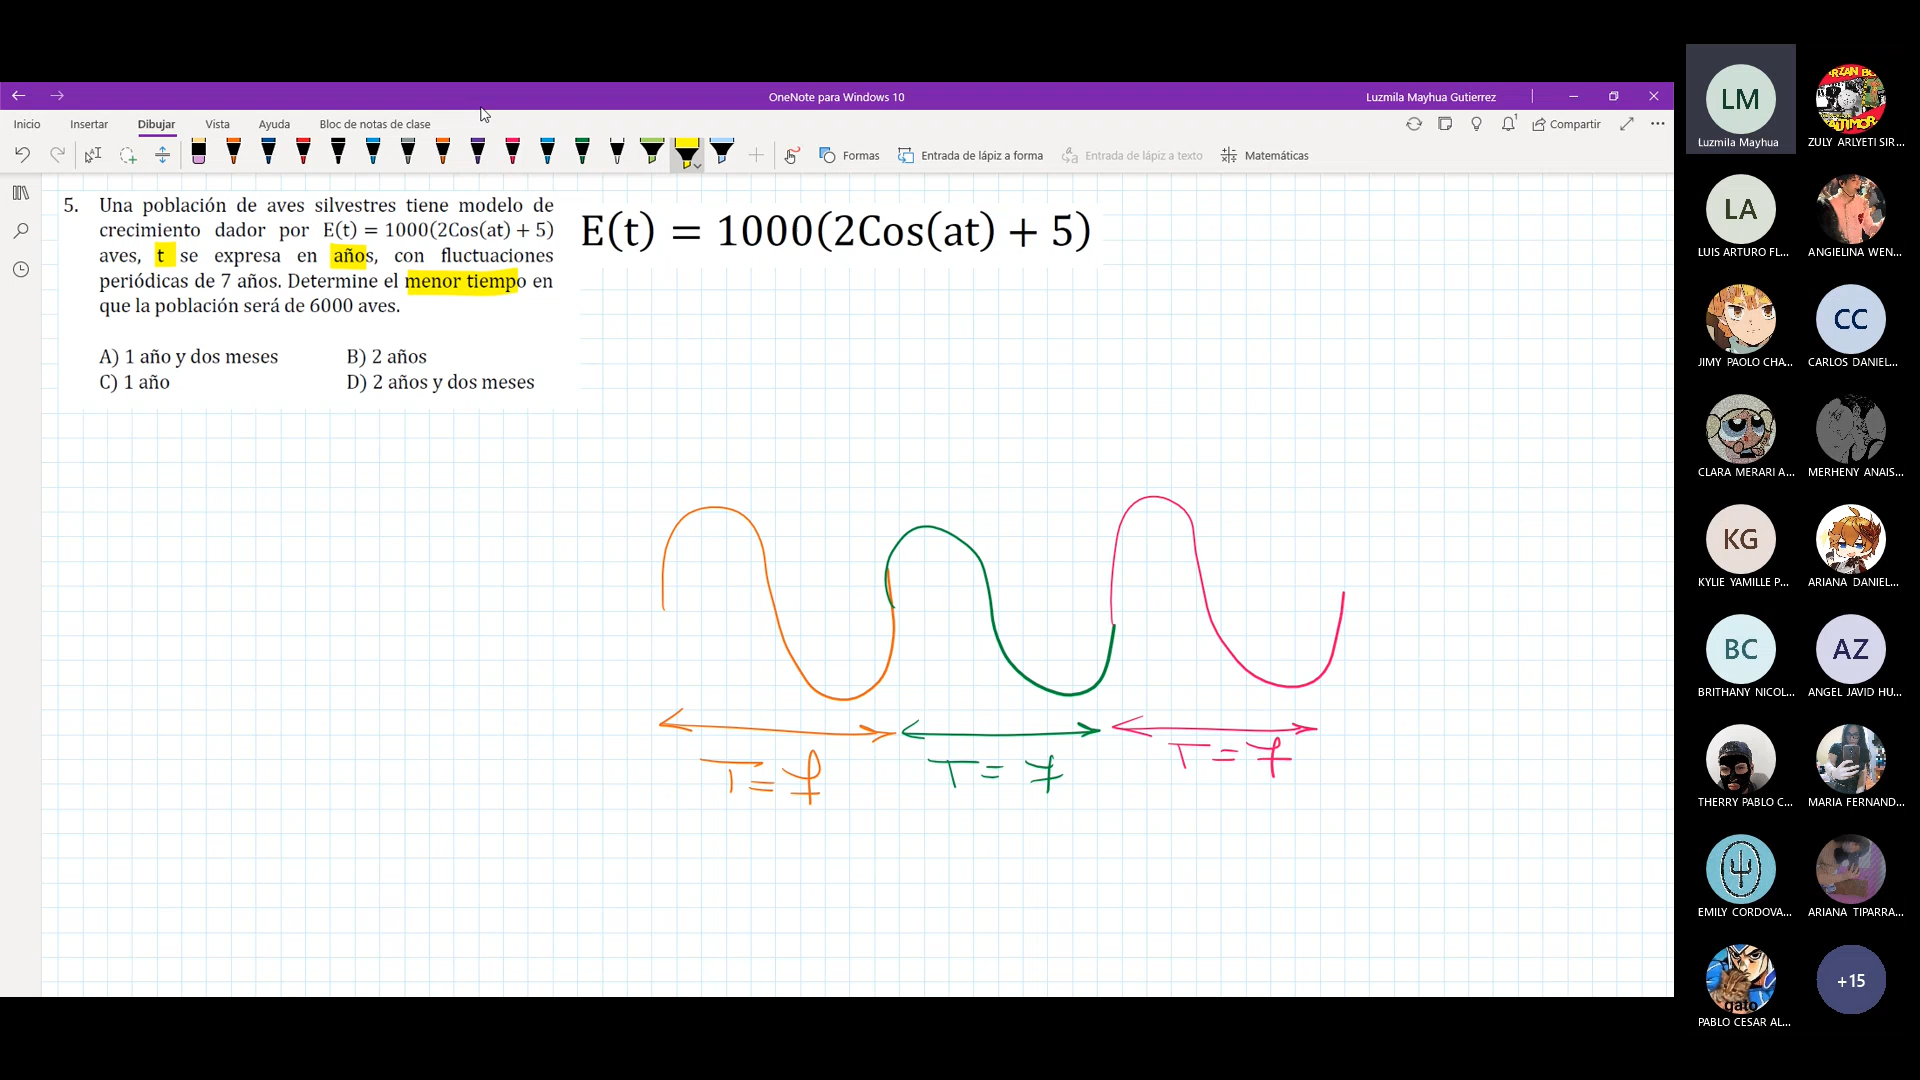 OneNote para Windows 10
Luzmila Mayhua Gutierrez
Inicio Insertar Dibujar Vista Ayuda Bloc de notas de clase
1 Compartir
Formas Entrada de lápiz a forma Entrada de lápiz a texto Matemáticas
5. Una población de aves silvestres tiene modelo de
crecimiento dador por E(t) = 1000(2Cos(at) + 5)
aves, t se expresa en años, con fluctuaciones
periódicas de 7 años. Determine el menor tiempo en
que la población será de 6000 aves.
A) 1 año y dos meses B) 2 años
C) 1 año D) 2 años y dos meses
E(t) = 1000(2Cos(at) + 5)
T = 7
T = 7
T = 7
LM
Luzmila Mayhua
ZULY ARLYETI SIR...
LA
LUIS ARTURO FL...
ANGIELINA WEN...
JIMY PAOLO CHA...
CC
CARLOS DANIEL...
CLARA MERARI A...
MERHENY ANAIS...
KG
KYLIE YAMILLE P...
ARIANA DANIEL...
BC
BRITHANY NICOL...
AZ
ANGEL JAVID HU...
THERRY PABLO C...
MARIA FERNAND...
EMILY CORDOVA...
ARIANA TIPARRA...
gato
PABLO CESAR AL...
+15